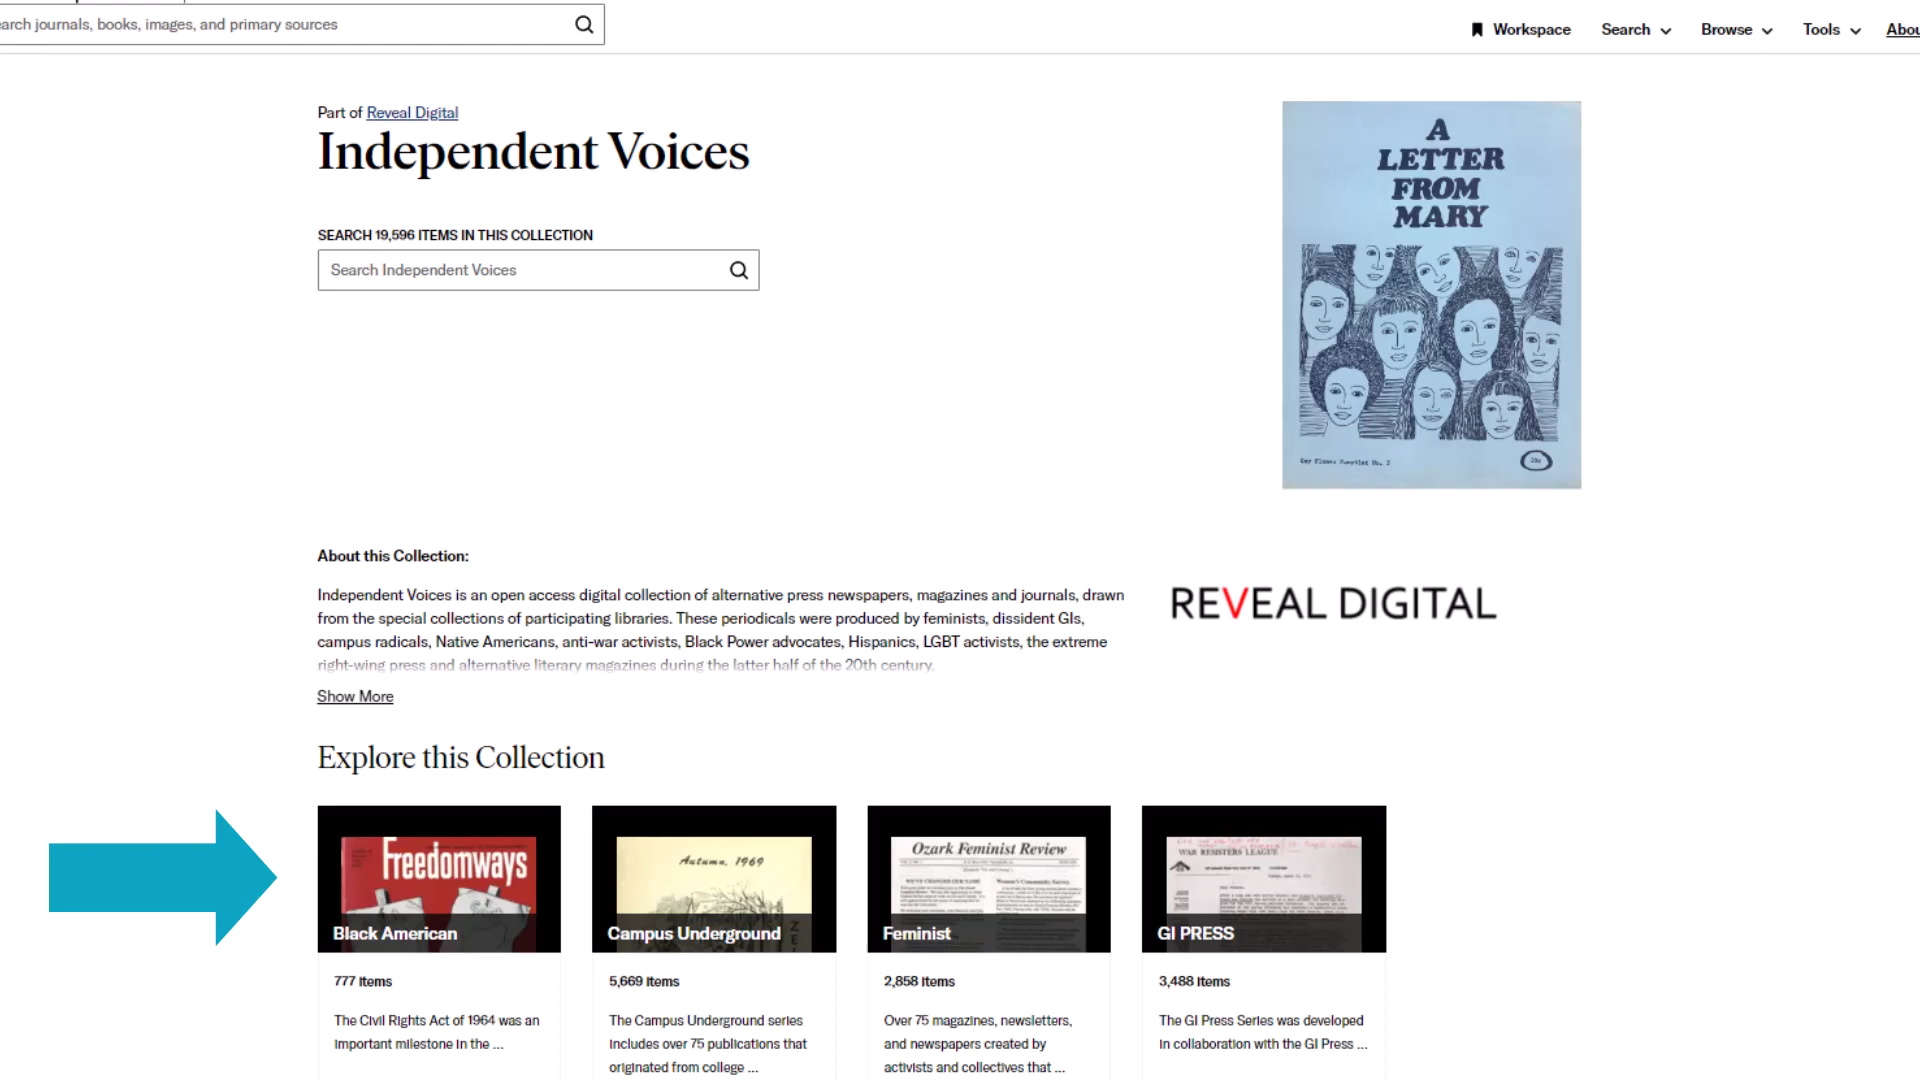 arch journals, books, images, and primary sources
Workspace
Search
Browse
Tools
Abou
Part of Reveal Digital
Independent Voices
SEARCH 19,596 ITEMS IN THIS COLLECTION
Search Independent Voices
A
LETTER
FROM
MARY
About this Collection:
Independent Voices is an open access digital collection of alternative press newspapers, magazines and journals, drawn
from the special collections of participating libraries. These periodicals were produced by feminists, dissident GIs,
campus radicals, Native Americans, anti-war activists, Black Power advocates, Hispanics, LGBT activists, the extreme
right-wing press and alternative literary magazines during the latter half of the 20th century.
Show More
REVEAL DIGITAL
Explore this Collection
Freedomways
Black American
777 items
The Civil Rights Act of 1964 was an
important milestone in the ...
Autumn, 1969
Campus Underground
5,669 items
The Campus Underground series
includes over 75 publications that
originated from college ...
Ozark Feminist Review
WE'VE CHANGED OUR NAME
Feminist
2,858 items
Over 75 magazines, newsletters,
and newspapers created by
activists and collectives that ...
WAR RESISTERS LEAGUE
GI PRESS
3,488 items
The GI Press Series was developed
in collaboration with the GI Press ...